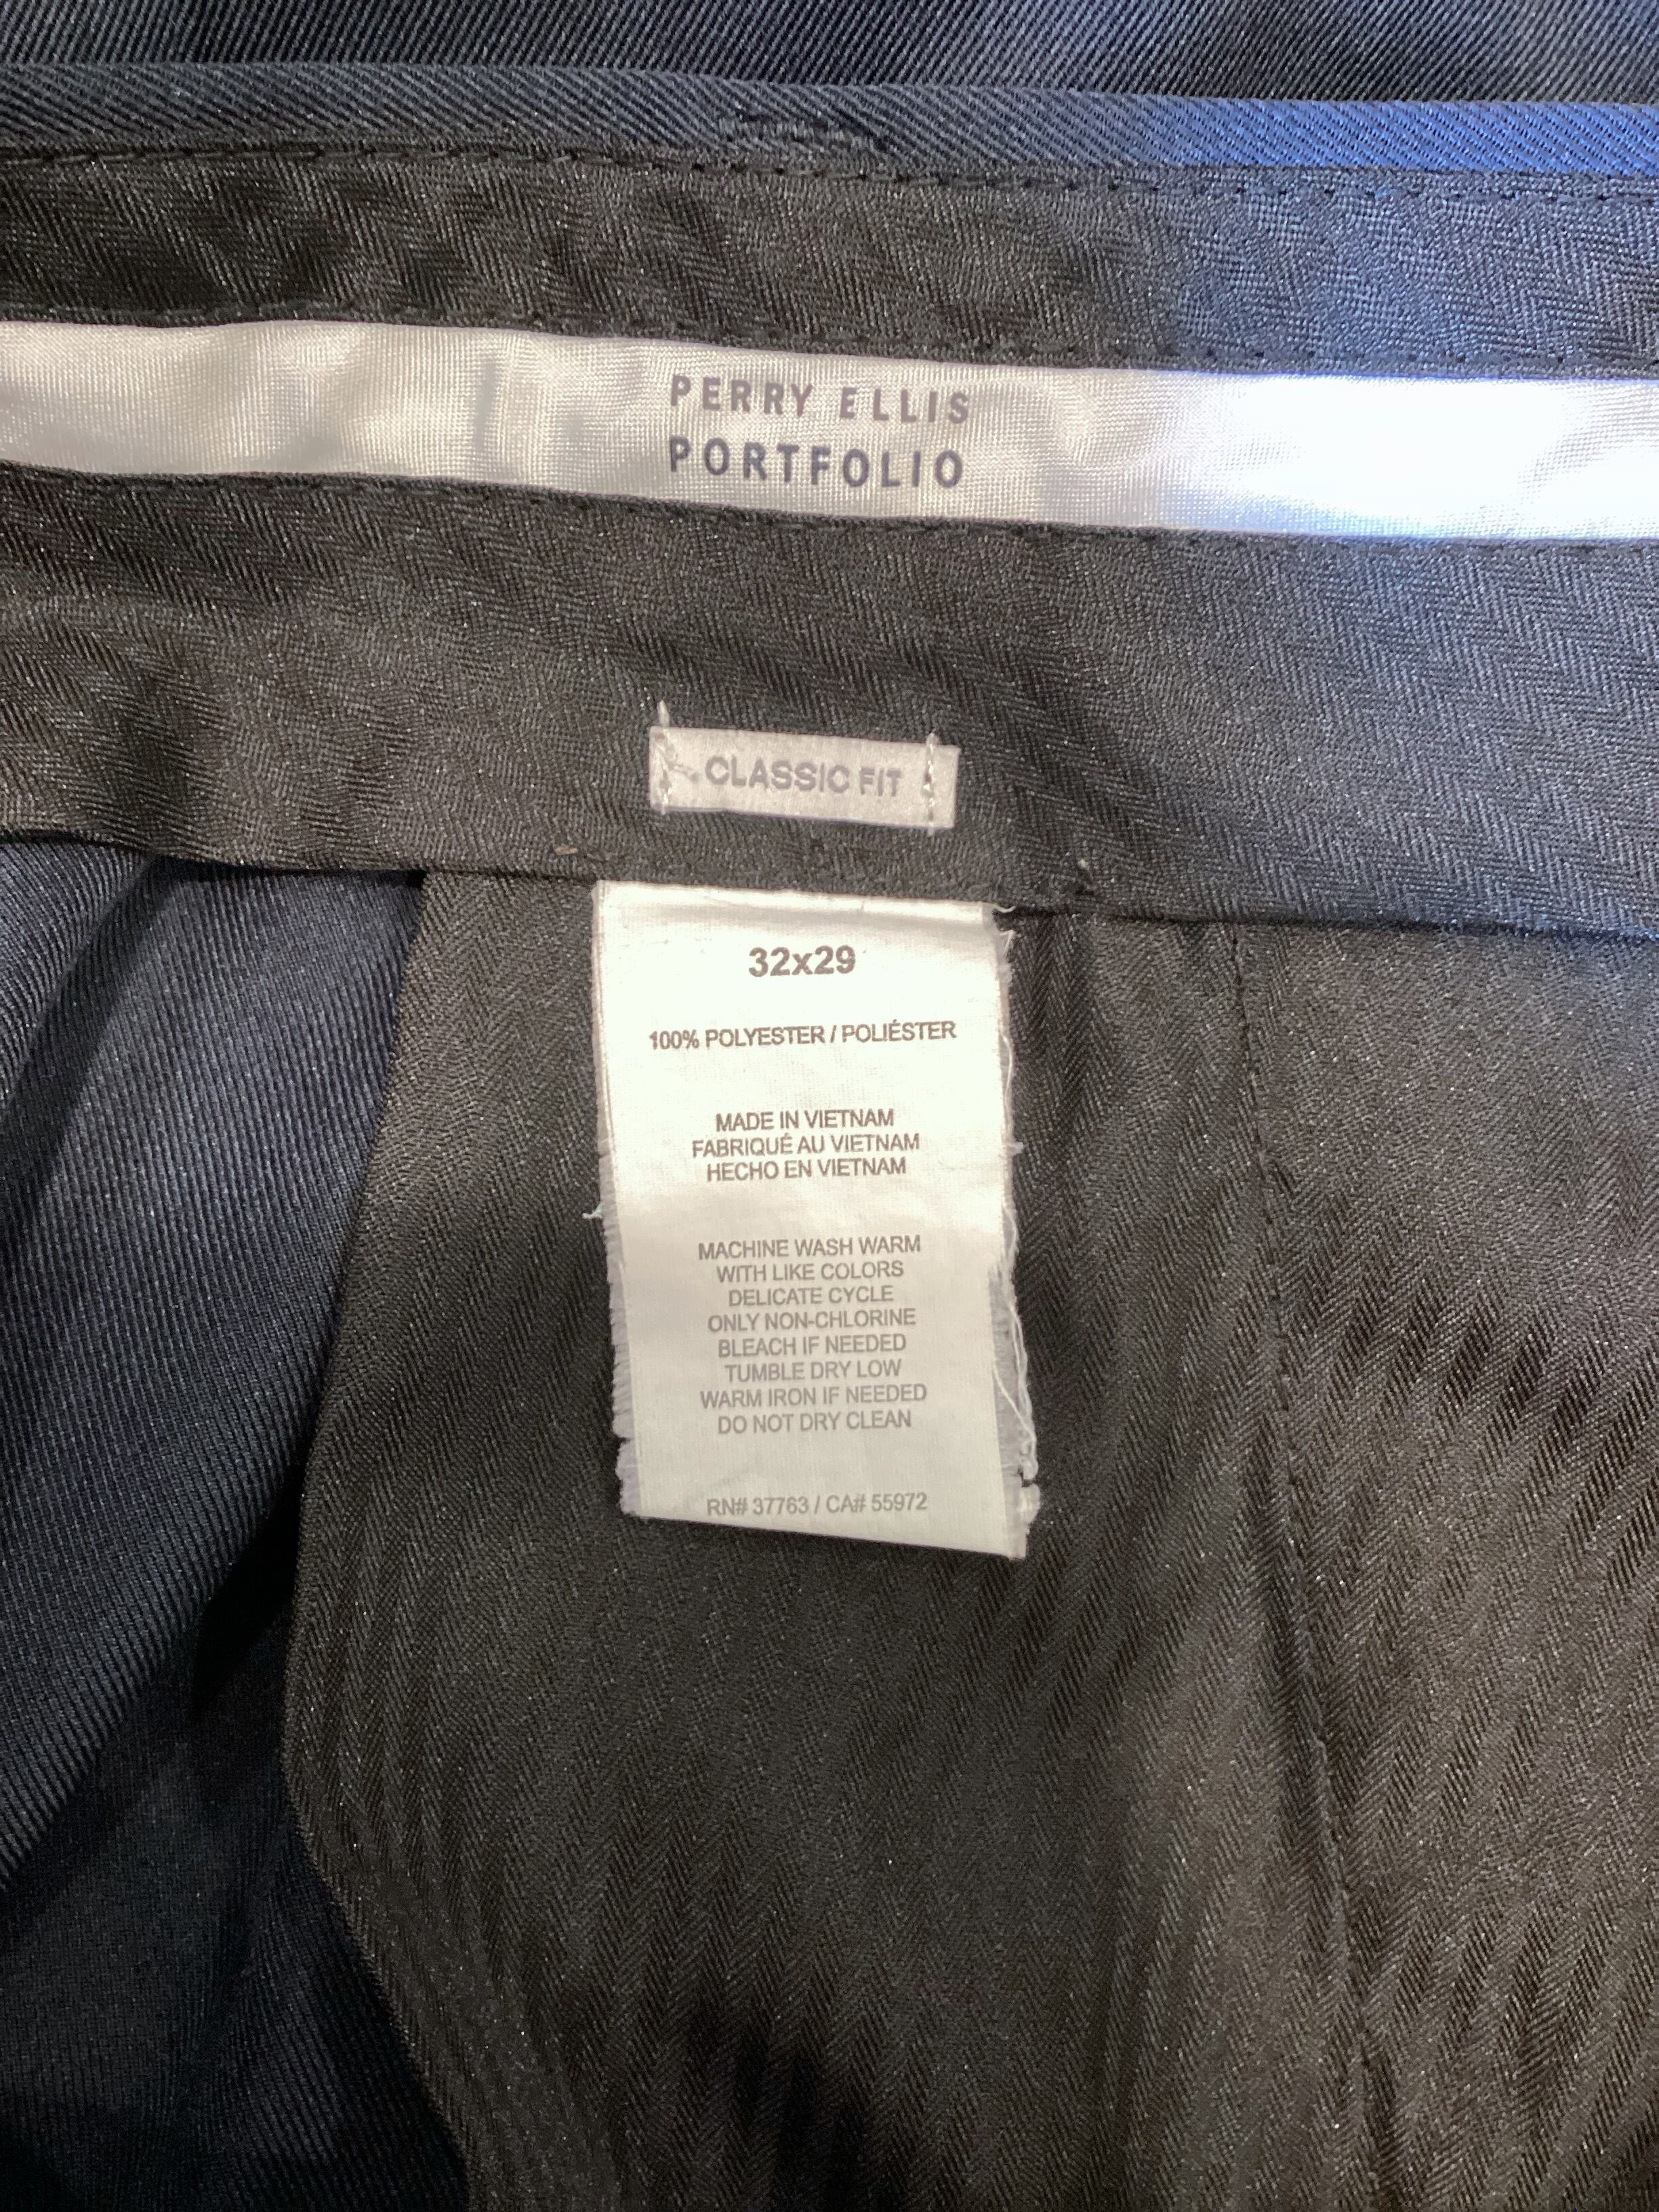 PERRY ELLIS
PORTFOLIO
CLASSIC FIT
32x29
100% POLYESTER / POLIÉSTER
MADE IN VIETNAM
FABRIQUÉ AU VIETNAM
HECHO EN VIETNAM
MACHINE WASH WARM
WITH LIKE COLORS
DELICATE CYCLE
ONLY NON-CHLORINE
BLEACH IF NEEDED
TUMBLE DRY LOW
WARM IRON IF NEEDED
DO NOT DRY CLEAN
RN# 37763 / CA# 55972